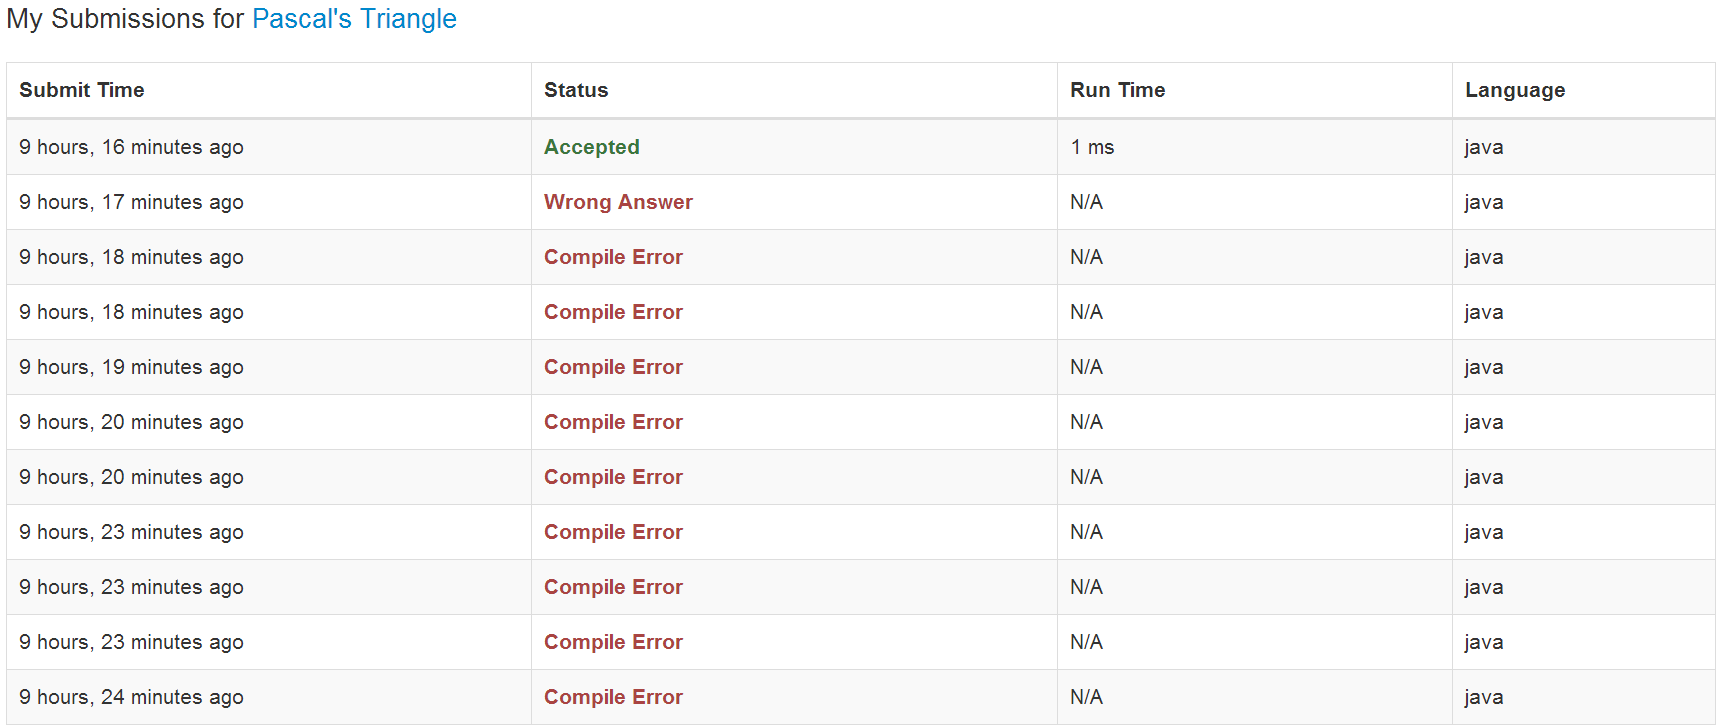 My Submissions for Pascal's Triangle
Submit Time Status Run Time Language
9 hours, 16 minutes ago Accepted 1 ms java
9 hours, 17 minutes ago Wrong Answer N/A java
9 hours, 18 minutes ago Compile Error N/A java
9 hours, 18 minutes ago Compile Error N/A java
9 hours, 19 minutes ago Compile Error N/A java
9 hours, 20 minutes ago Compile Error N/A java
9 hours, 20 minutes ago Compile Error N/A java
9 hours, 23 minutes ago Compile Error N/A java
9 hours, 23 minutes ago Compile Error N/A java
9 hours, 23 minutes ago Compile Error N/A java
9 hours, 24 minutes ago Compile Error N/A java